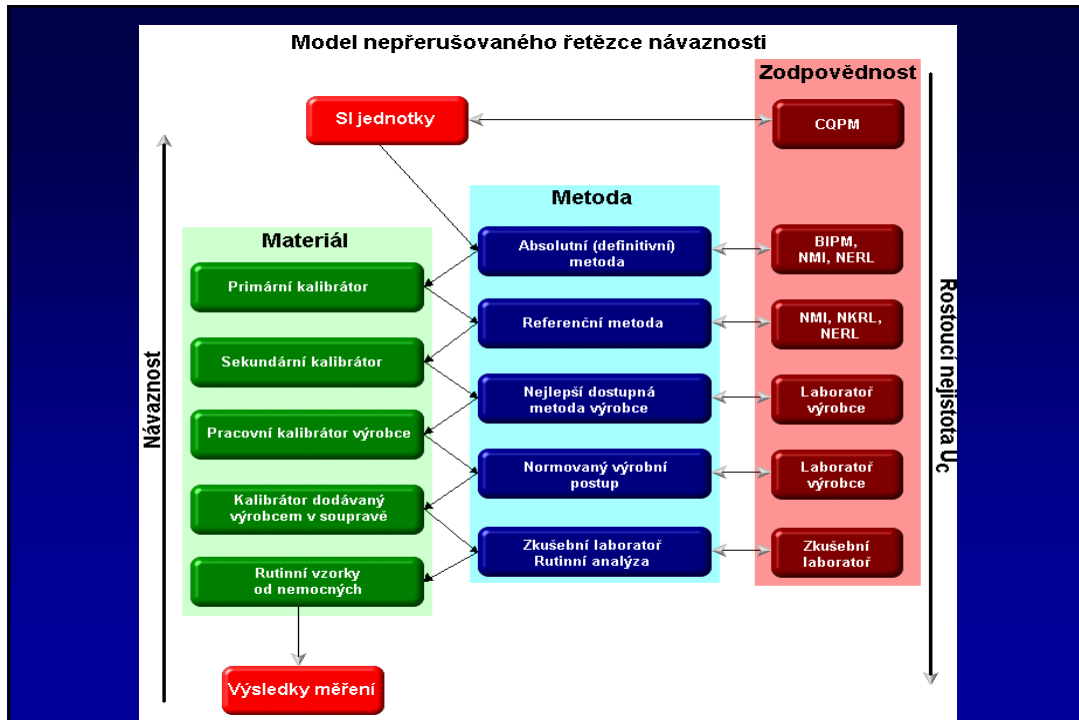 Model nepřerušovaného řetězce návaznosti
Zodpovědnost
SI jednotky
CQPM
Metoda
Materiál
Absolutní (definitivní)
metoda
BIPM,
NMI, NERL
Primární kalibrátor
Referenční metoda
NMI, NKRL,
NERL
Sekundární kalibrátor
Nejlepší dostupná
metoda výrobce
Laboratoř
výrobce
Pracovní kalibrátor výrobce
Normovaný výrobní
postup
Laboratoř
výrobce
Kalibrátor dodávaný
výrobcem v soupravě
Zkušební laboratoř
Rutinní analýza
Zkušební
laboratoř
Rutinní vzorky
od nemocných
Výsledky měření
Návaznost
Rostoucí nejistota UC